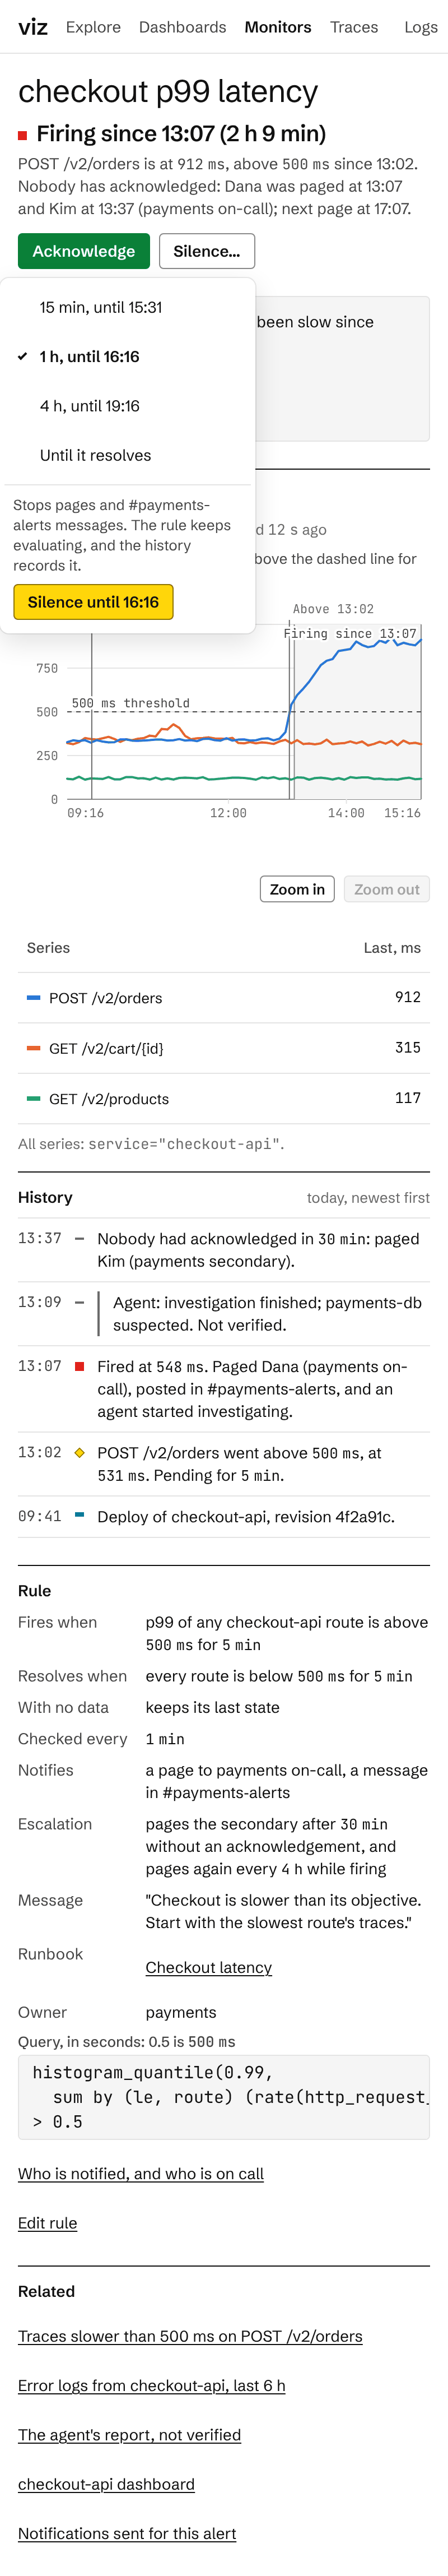 viz Explore Dashboards Monitors Traces Logs
checkout p99 latency
Firing since 13:07 (2 h 9 min)
POST /v2/orders is at 912 ms, above 500 ms since 13:02.
Nobody has acknowledged: Dana was paged at 13:07
and Kim at 13:37 (payments on-call); next page at 17:07.
Acknowledge Silence...
15 min, until 15:31
been slow since
1 h, until 16:16
4 h, until 19:16
Until it resolves
Stops pages and #payments-
alerts messages. The rule keeps
evaluating, and the history
records it.
d 12 s ago
bove the dashed line for
Silence until 16:16
Above 13:02
Firing since 13:07
750
500 ms threshold
500
250
0
09:16 12:00 14:00 15:16
Zoom in Zoom out
Series Last, ms
POST /v2/orders 912
GET /v2/cart/{id} 315
GET /v2/products 117
All series: service="checkout-api".
History today, newest first
13:37 Nobody had acknowledged in 30 min: paged
Kim (payments secondary).
13:09 Agent: investigation finished; payments-db
suspected. Not verified.
13:07 Fired at 548 ms. Paged Dana (payments on-
call), posted in #payments-alerts, and an
agent started investigating.
13:02 POST /v2/orders went above 500 ms, at
531 ms. Pending for 5 min.
09:41 Deploy of checkout-api, revision 4f2a91c.
Rule
Fires when p99 of any checkout-api route is above
500 ms for 5 min
Resolves when every route is below 500 ms for 5 min
With no data keeps its last state
Checked every 1 min
Notifies a page to payments on-call, a message
in #payments-alerts
Escalation pages the secondary after 30 min
without an acknowledgement, and
pages again every 4 h while firing
Message "Checkout is slower than its objective.
Start with the slowest route's traces."
Runbook Checkout latency
Owner payments
Query, in seconds: 0.5 is 500 ms
histogram_quantile(0.99,
sum by (le, route) (rate(http_request_
> 0.5
Who is notified, and who is on call
Edit rule
Related
Traces slower than 500 ms on POST /v2/orders
Error logs from checkout-api, last 6 h
The agent's report, not verified
checkout-api dashboard
Notifications sent for this alert